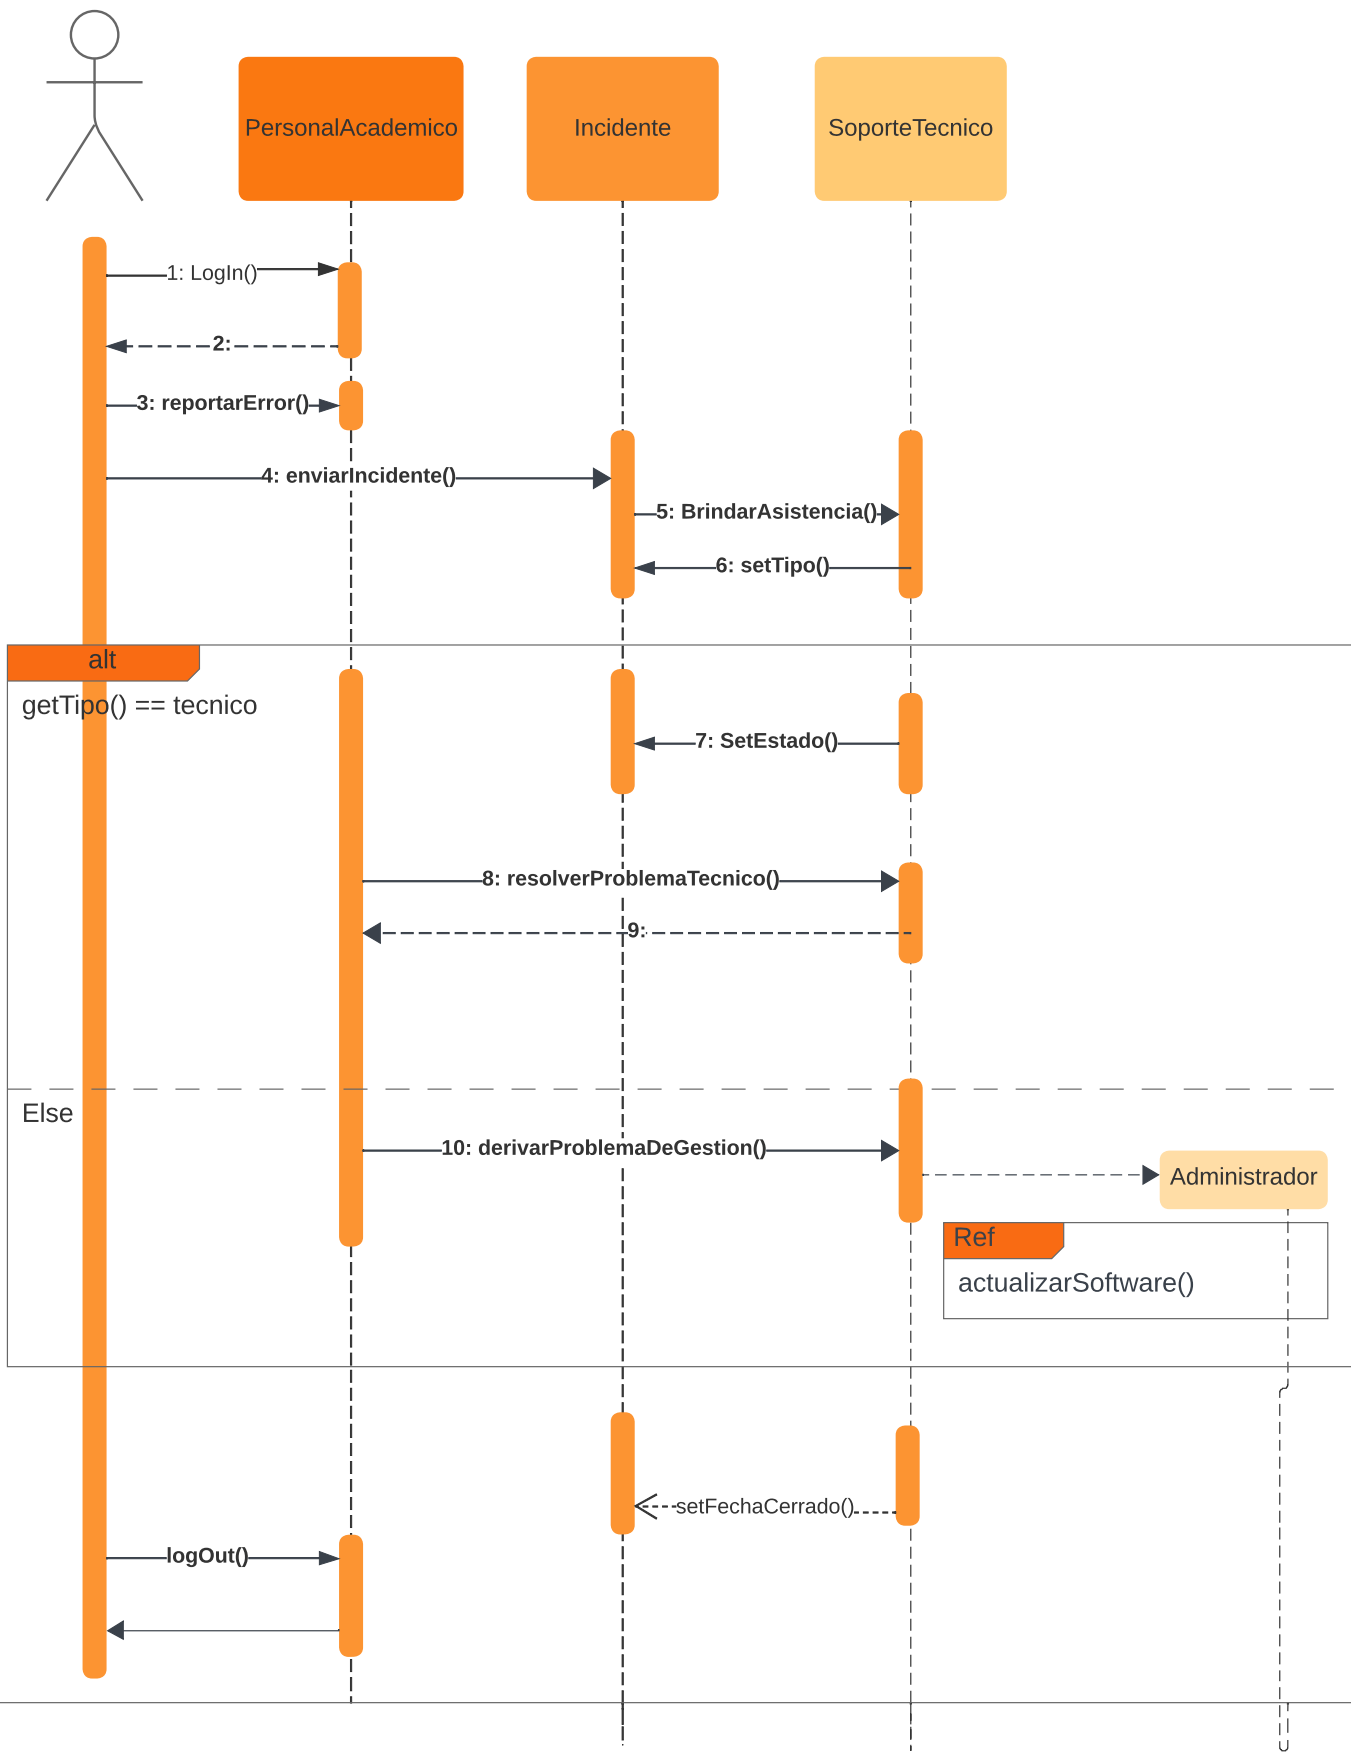 PersonalAcademico
Incidente
SoporteTecnico
1: LogIn()
2:
3: reportarError()
4: enviarIncidente()
5: BrindarAsistencia()
6: setTipo()
alt
getTipo() == tecnico
7: SetEstado()
8: resolverProblemaTecnico()
9:
Else
10: derivarProblemaDeGestion()
Administrador
Ref
actualizarSoftware()
setFechaCerrado()
logOut()